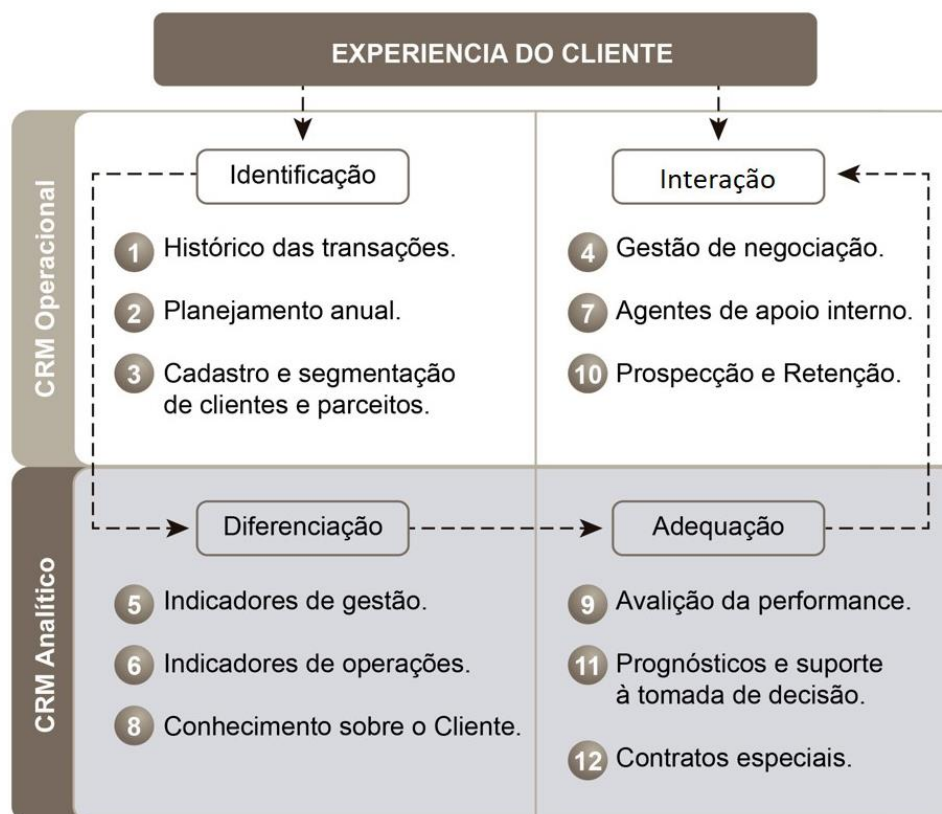 EXPERIENCIA DO CLIENTE
CRM Operacional
Identificação
1 Histórico das transações.
2 Planejamento anual.
3 Cadastro e segmentação
de clientes e parceitos.
Interação
4 Gestão de negociação.
7 Agentes de apoio interno.
10 Prospecção e Retenção.
CRM Analítico
Diferenciação
5 Indicadores de gestão.
6 Indicadores de operações.
8 Conhecimento sobre o Cliente.
Adequação
9 Avalição da performance.
11 Prognósticos e suporte
à tomada de decisão.
12 Contratos especiais.